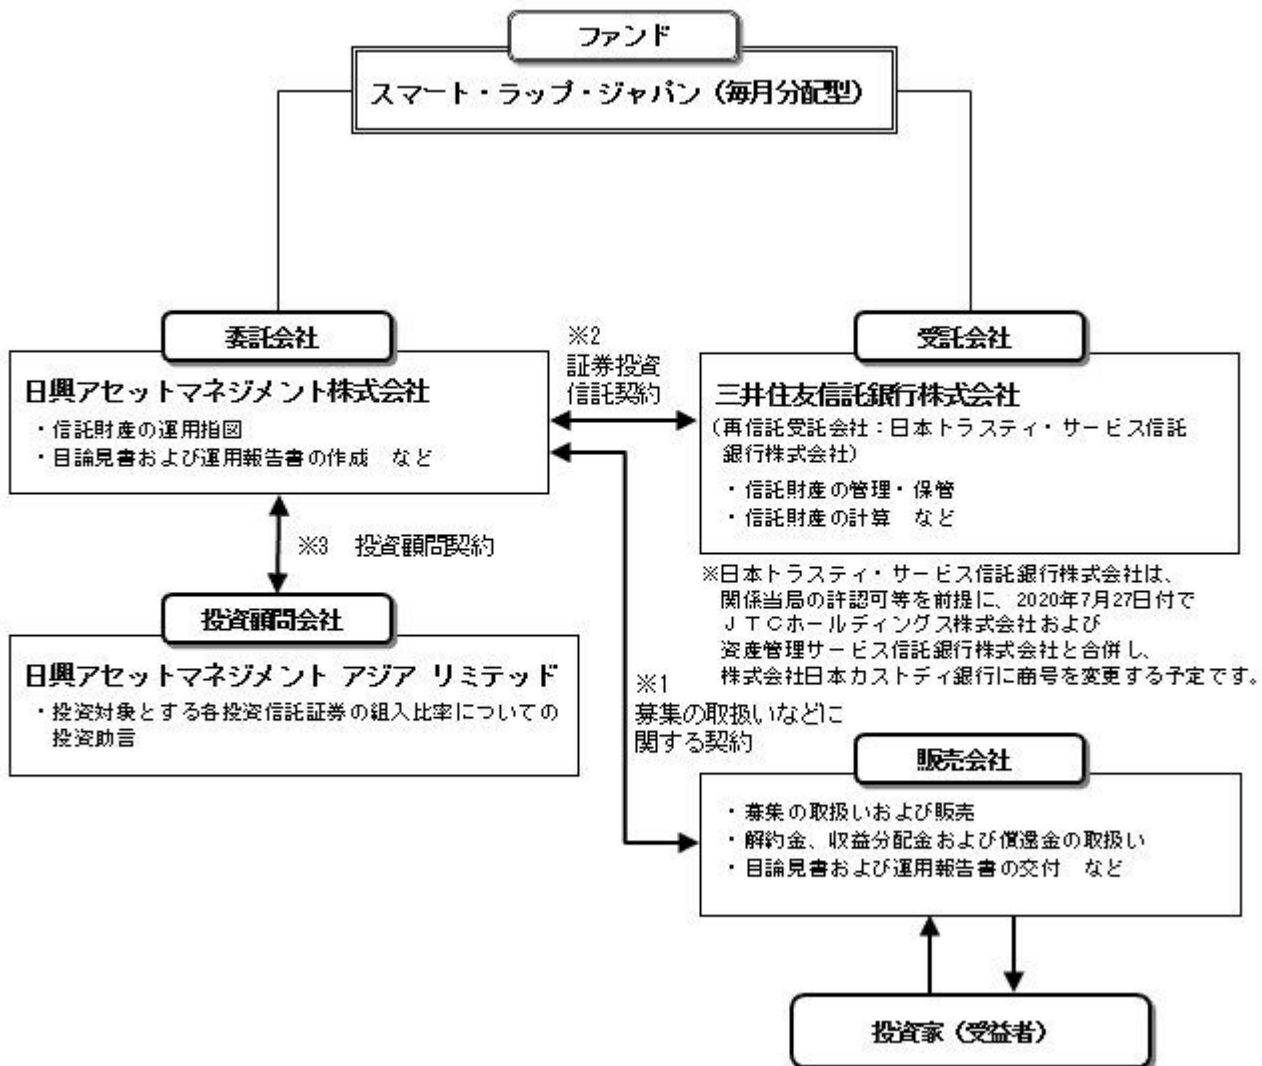 ファンド
スマート・ラップ・ジャパン（毎月分配型）
委託会社
日興アセットマネジメント株式会社
・信託財産の運用指図
・目論見書および運用報告書の作成　など
※2
証券投資
信託契約
受託会社
三井住友信託銀行株式会社
（再信託受託会社：日本トラスティ・サービス信託
銀行株式会社）
・信託財産の管理・保管
・信託財産の計算　など
※日本トラスティ・サービス信託銀行株式会社は、
関係当局の許認可等を前提に、2020年7月27日付で
ＪＴＣホールディングス株式会社および
資産管理サービス信託銀行株式会社と合併し、
株式会社日本カストディ銀行に商号を変更する予定です。
※3　投資顧問契約
投資顧問会社
日興アセットマネジメント アジア リミテッド
・投資対象とする各投資信託証券の組入比率についての
投資助言
※1
募集の取扱いなどに
関する契約
販売会社
・募集の取扱いおよび販売
・解約金、収益分配金および償還金の取扱い
・目論見書および運用報告書の交付　など
投資家（受益者）